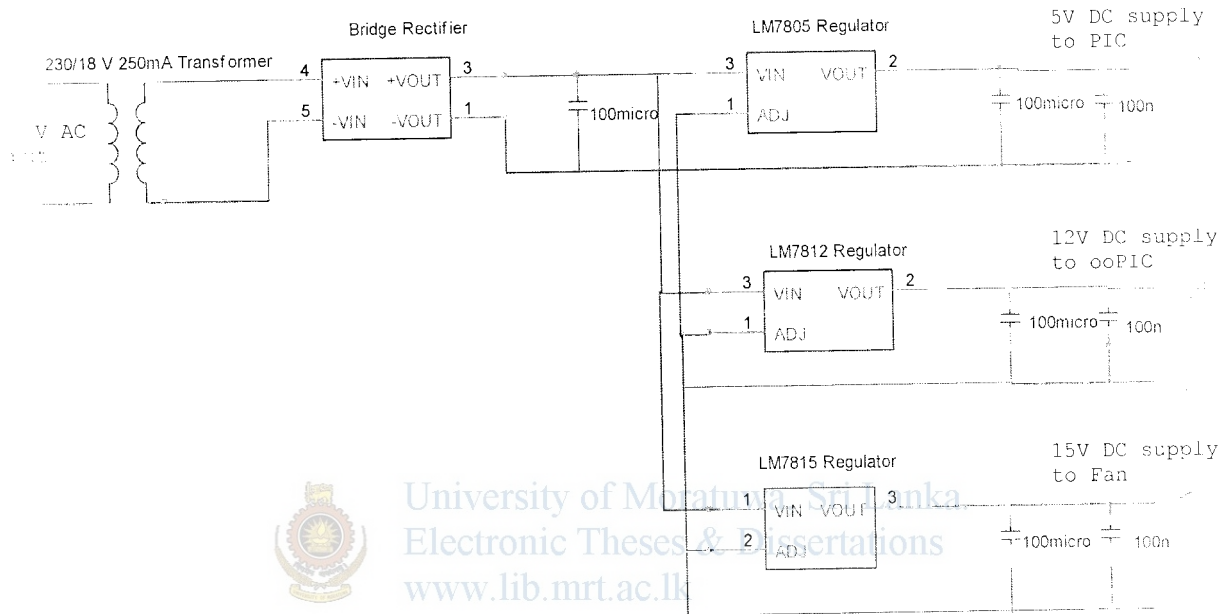 Bridge Rectifier
LM7805 Regulator
5V DC supply
to PIC
230/18 V 250mA Transformer
4
+VIN +VOUT
3
5
-VIN -VOUT
1
V AC
100micro
3
VIN VOUT
2
1
ADJ
100micro
100n
LM7812 Regulator
12V DC supply
to ooPIC
3
VIN VOUT
2
1
ADJ
100micro
100n
LM7815 Regulator
15V DC supply
to Fan
1
VIN VOUT
3
2
ADJ
100micro
100n
University of Moratuwa, Sri Lanka.
Electronic Theses & Dissertations
www.lib.mrt.ac.lk